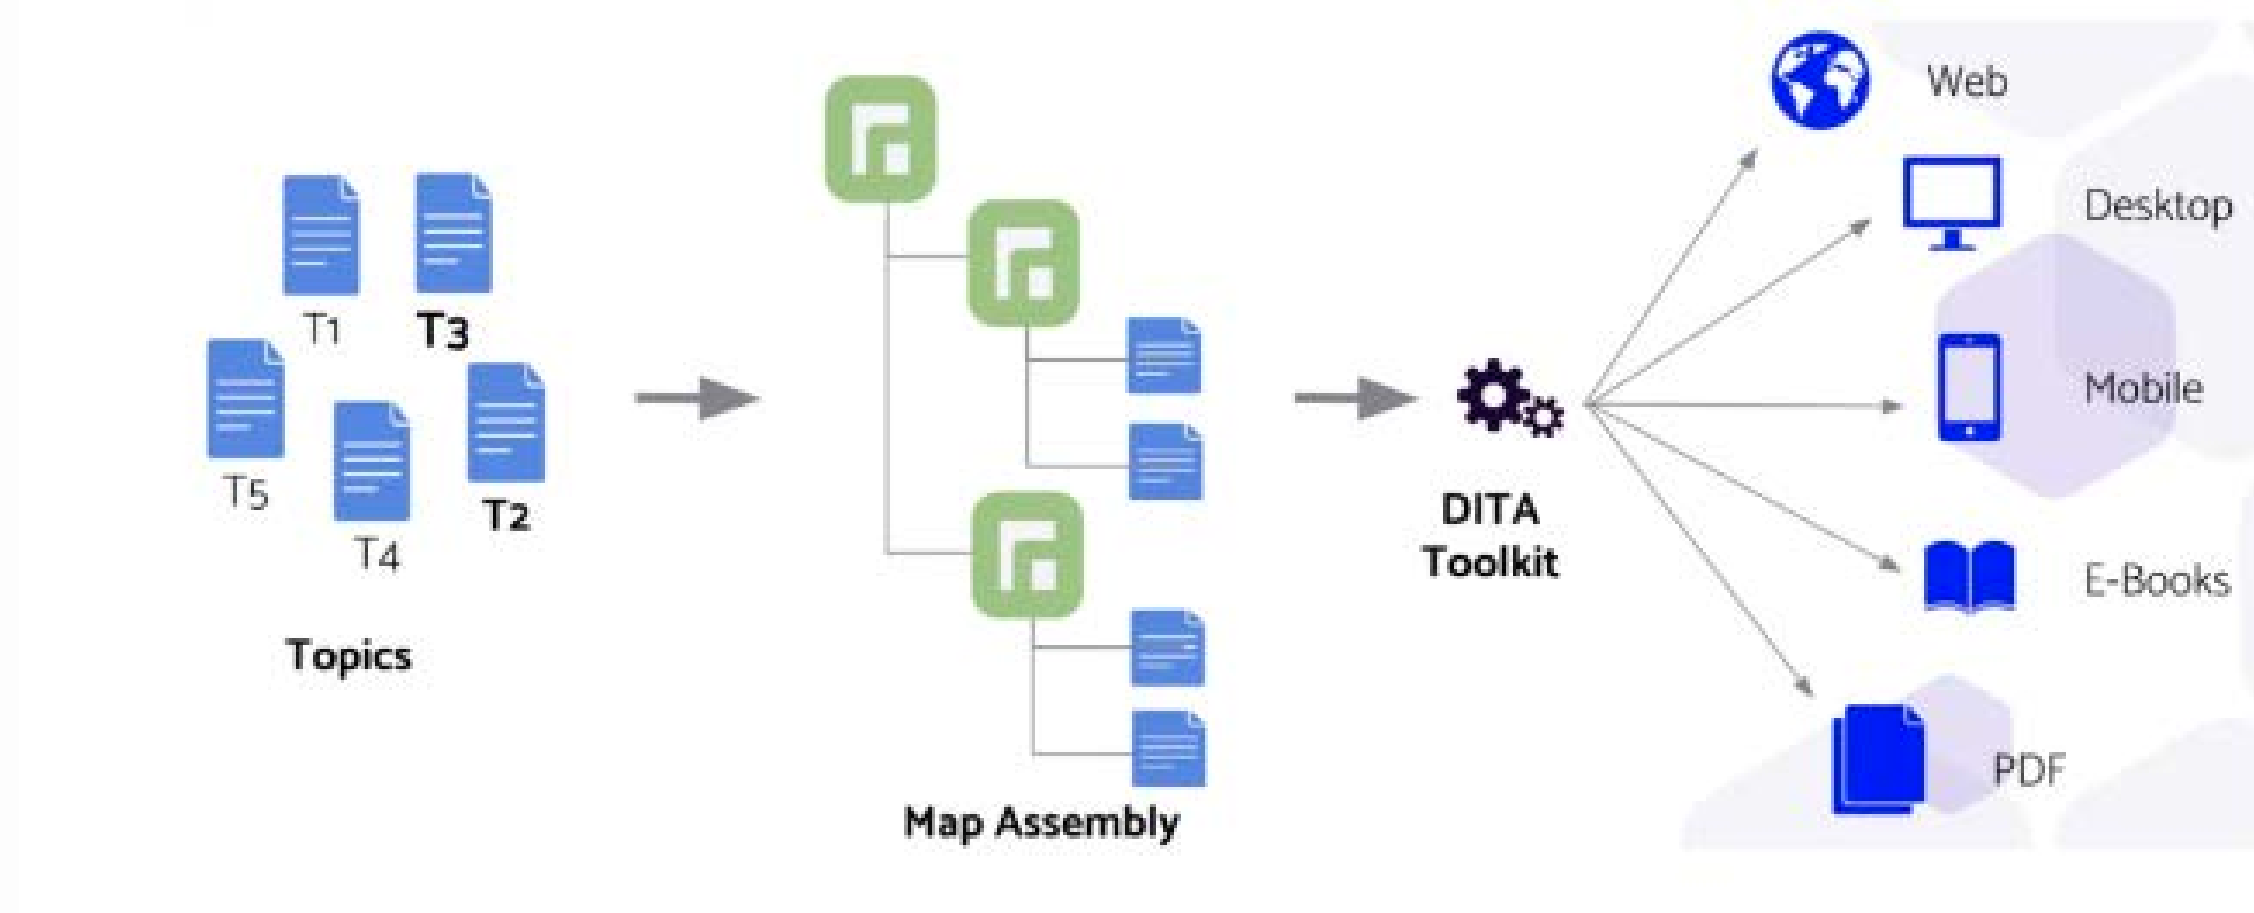 T1
T3
T5
T4
T2
Topics
Map Assembly
DITA
Toolkit
Web
Desktop
Mobile
E-Books
PDF